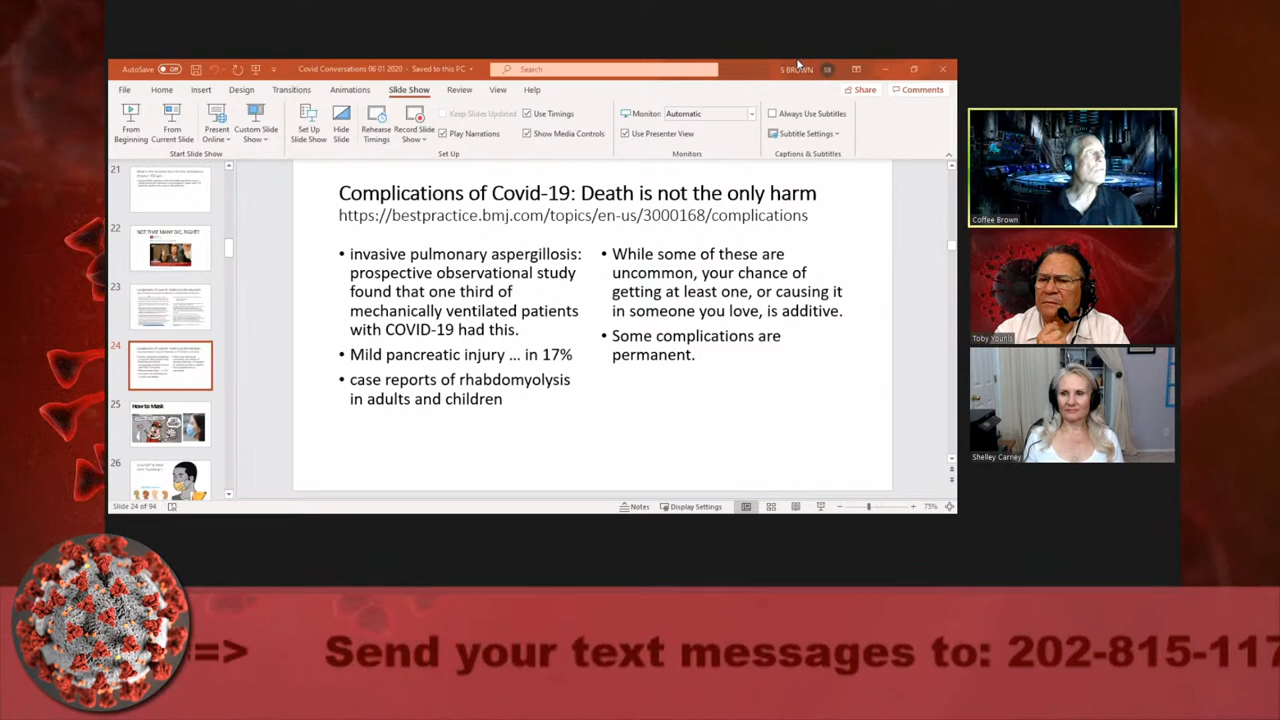 AutoSave Off
Covid Conversations 06 01 2020 - Saved to this PC
Search
S BROWN SB
File Home Insert Design Transitions Animations Slide Show Review View Help
Share Comments
From Beginning
From Current Slide
Present Online
Custom Slide Show
Set Up Slide Show
Hide Slide
Rehearse Timings
Record Slide Show
Keep Slides Updated
Play Narrations
Use Timings
Show Media Controls
Monitor: Automatic
Use Presenter View
Always Use Subtitles
Subtitle Settings
Start Slide Show
Set Up
Monitors
Captions & Subtitles
21
22
NOT THAT MANY DIE, RIGHT?
23
24
25
How to Mask
26
Complications of Covid-19: Death is not the only harm
https://bestpractice.bmj.com/topics/en-us/3000168/complications
• invasive pulmonary aspergillosis:
prospective observational study
found that one third of
mechanically ventilated patients
with COVID-19 had this.
• Mild pancreatic injury … in 17%
• case reports of rhabdomyolysis
in adults and children
• While some of these are
uncommon, your chance of
getting at least one, or causing it
in someone you love, is additive.
• Some complications are
permanent.
Slide 24 of 94
Notes Display Settings 75%
Coffee Brown
Toby Younis
Shelley Carney
=> Send your text messages to: 202-815-117